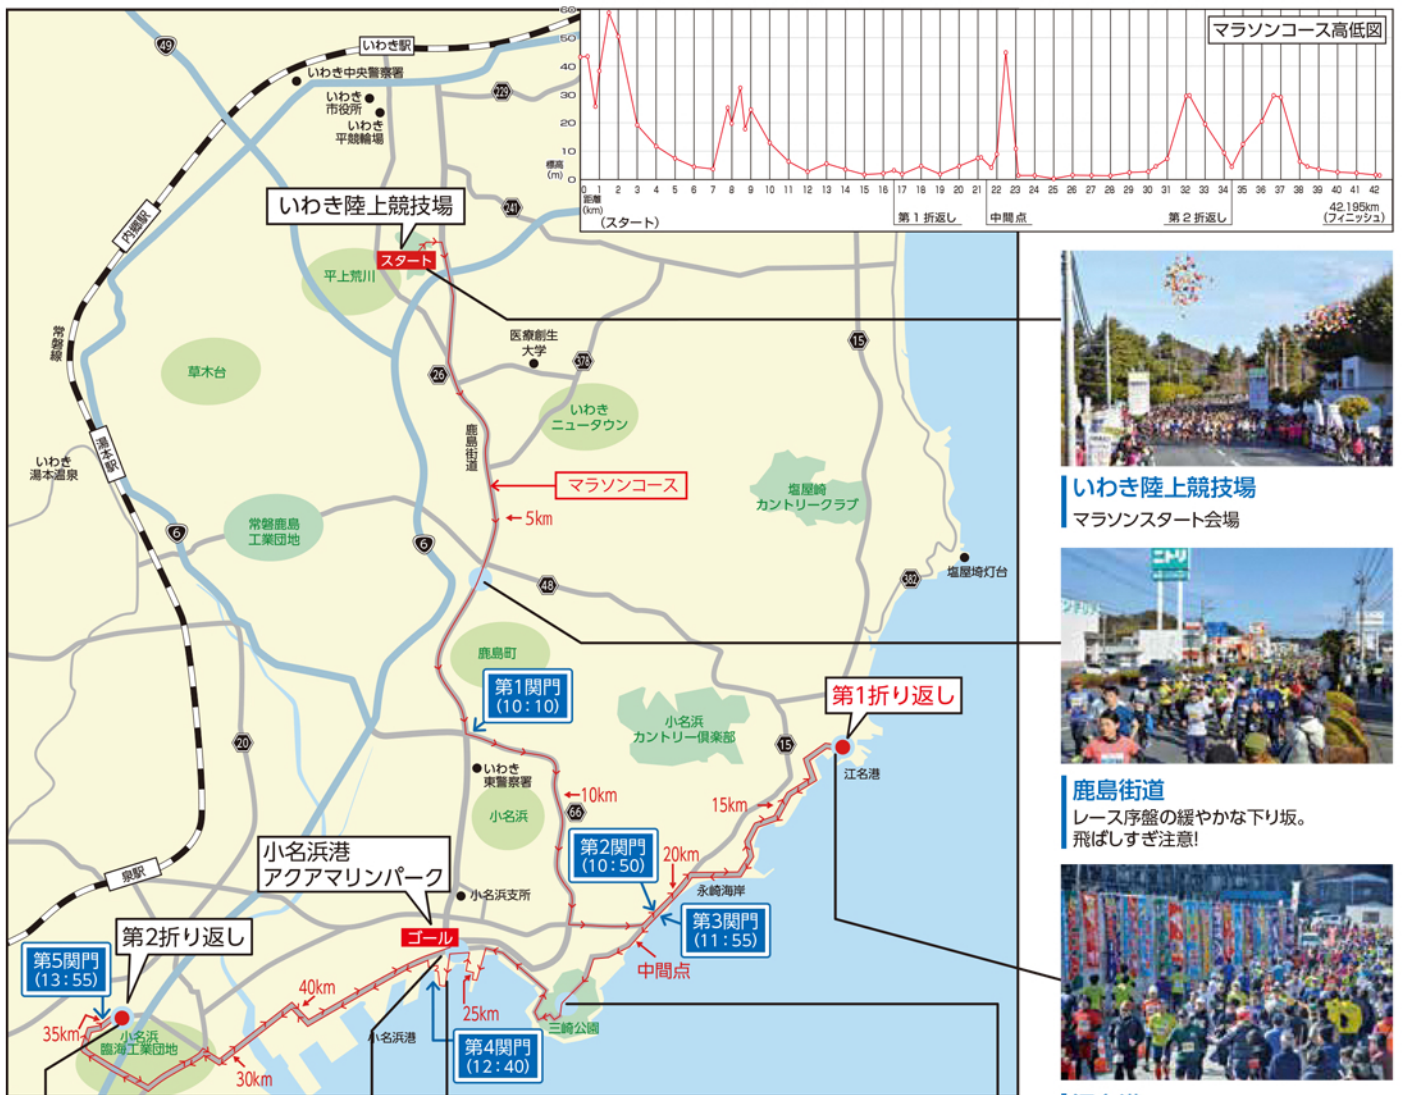 マラソンコース高低図
60
50
40
30
20
10
0
標高
(m)
0 1 2 3 4 5 6 7 8 9 10 11 12 13 14 15 16 17 18 19 20 21 22 23 25 26 27 28 29 30 31 32 33 34 35 36 37 38 39 40 41 42
距離
(km)
(スタート)
第1折返し
中間点
第2折返し
42.195km
(フィニッシュ)
49
いわき駅
いわき中央警察署
いわき
市役所
いわき
平競輪場
229
内郷駅
241
いわき陸上競技場
スタート
平上荒川
常磐線
草木台
医療創生
大学
378
15
26
いわき
ニュータウン
鹿島街道
湯本駅
いわき
湯本温泉
マラソンコース
塩屋崎
カントリークラブ
5km
常磐鹿島
工業団地
6
6
48
382
塩屋埼灯台
鹿島町
第1関門
(10:10)
第1折り返し
小名浜
カントリー倶楽部
20
15
江名港
いわき
東警察署
10km
15km
小名浜
66
第2関門
(10:50)
20km
小名浜港
アクアマリンパーク
泉駅
小名浜支所
永崎海岸
第3関門
(11:55)
第2折り返し
ゴール
中間点
第5関門
(13:55)
40km
25km
35km
小名浜
臨海工業団地
小名浜港
三崎公園
第4関門
(12:40)
30km
いわき陸上競技場
マラソンスタート会場
ニトリ
鹿島街道
レース序盤の緩やかな下り坂。
飛ばしすぎ注意!